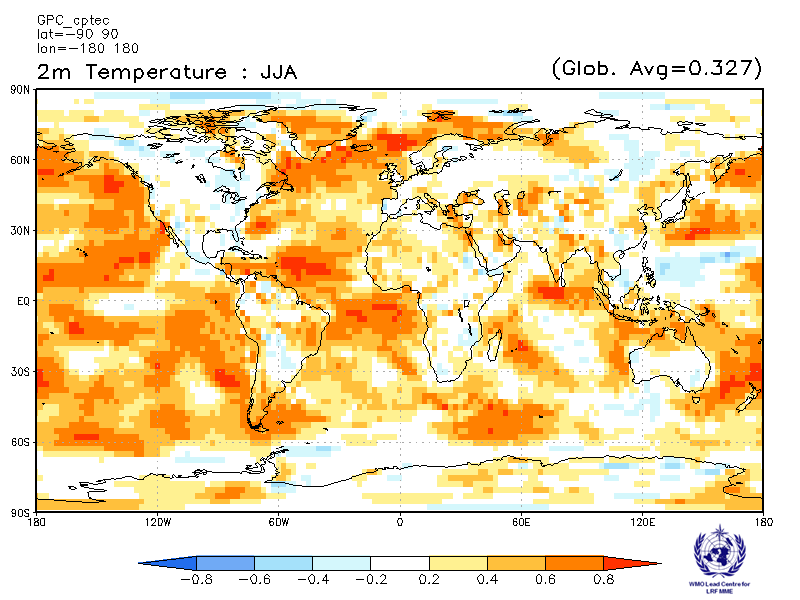 GPC_cptec
lat=-90 90
lon=-180 180
2m Temperature : JJA (Glob. Avg=0.327)
90N
60N
30N
EQ
30S
60S
90S
180 120W 60W 0 60E 120E 180
-0.8 -0.6 -0.4 -0.2 0.2 0.4 0.6 0.8
WMO Lead Centre for
LRF MME